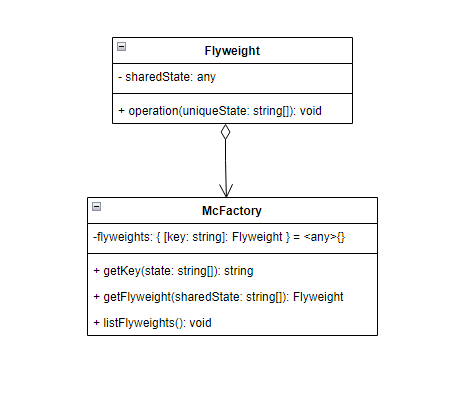 Flyweight
- sharedState: any
+ operation(uniqueState: string[]): void
McFactory
-flyweights: { [key: string]: Flyweight } = <any>{}
+ getKey(state: string[]): string
+ getFlyweight(sharedState: string[]): Flyweight
+ listFlyweights(): void